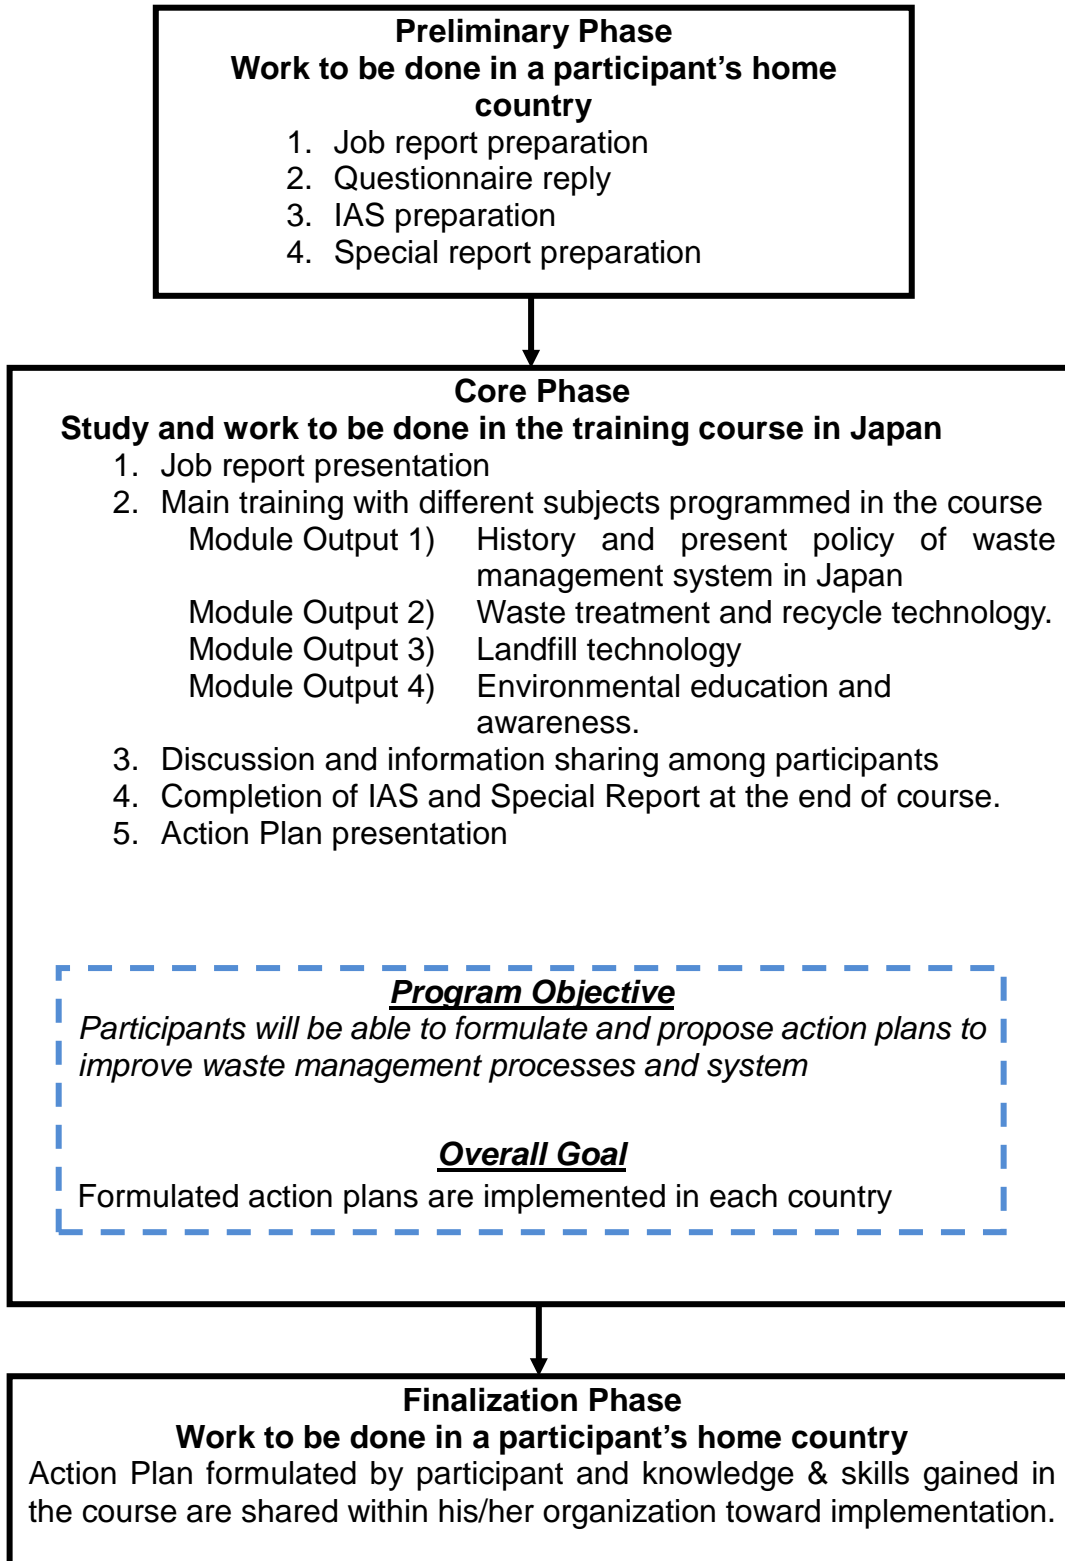 Preliminary Phase
Work to be done in a participant’s home
country
1. Job report preparation
2. Questionnaire reply
3. IAS preparation
4. Special report preparation
Core Phase
Study and work to be done in the training course in Japan
1. Job report presentation
2. Main training with different subjects programmed in the course
Module Output 1) History and present policy of waste
management system in Japan
Module Output 2) Waste treatment and recycle technology.
Module Output 3) Landfill technology
Module Output 4) Environmental education and
awareness.
3. Discussion and information sharing among participants
4. Completion of IAS and Special Report at the end of course.
5. Action Plan presentation
Program Objective
Participants will be able to formulate and propose action plans to
improve waste management processes and system
Overall Goal
Formulated action plans are implemented in each country
Finalization Phase
Work to be done in a participant’s home country
Action Plan formulated by participant and knowledge & skills gained in
the course are shared within his/her organization toward implementation.